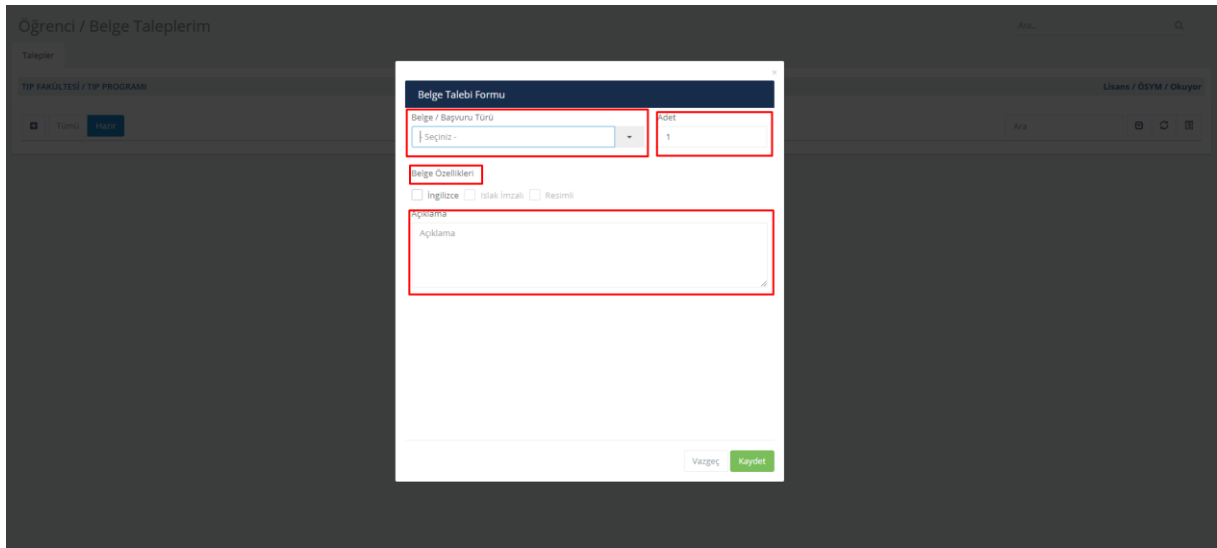 Öğrenci / Belge Taleplerim
Ara..
Talepler
TIP FAKÜLTESİ / TIP PROGRAMI
Lisans / ÖSYM / Okuyor
Tümü
Hazır
Ara
×
Belge Talebi Formu
Belge / Başvuru Türü
Adet
- Seçiniz -
1
Belge Özellikleri
İngilizce
Islak İmzalı
Resimli
Açıklama
Açıklama
Vazgeç
Kaydet